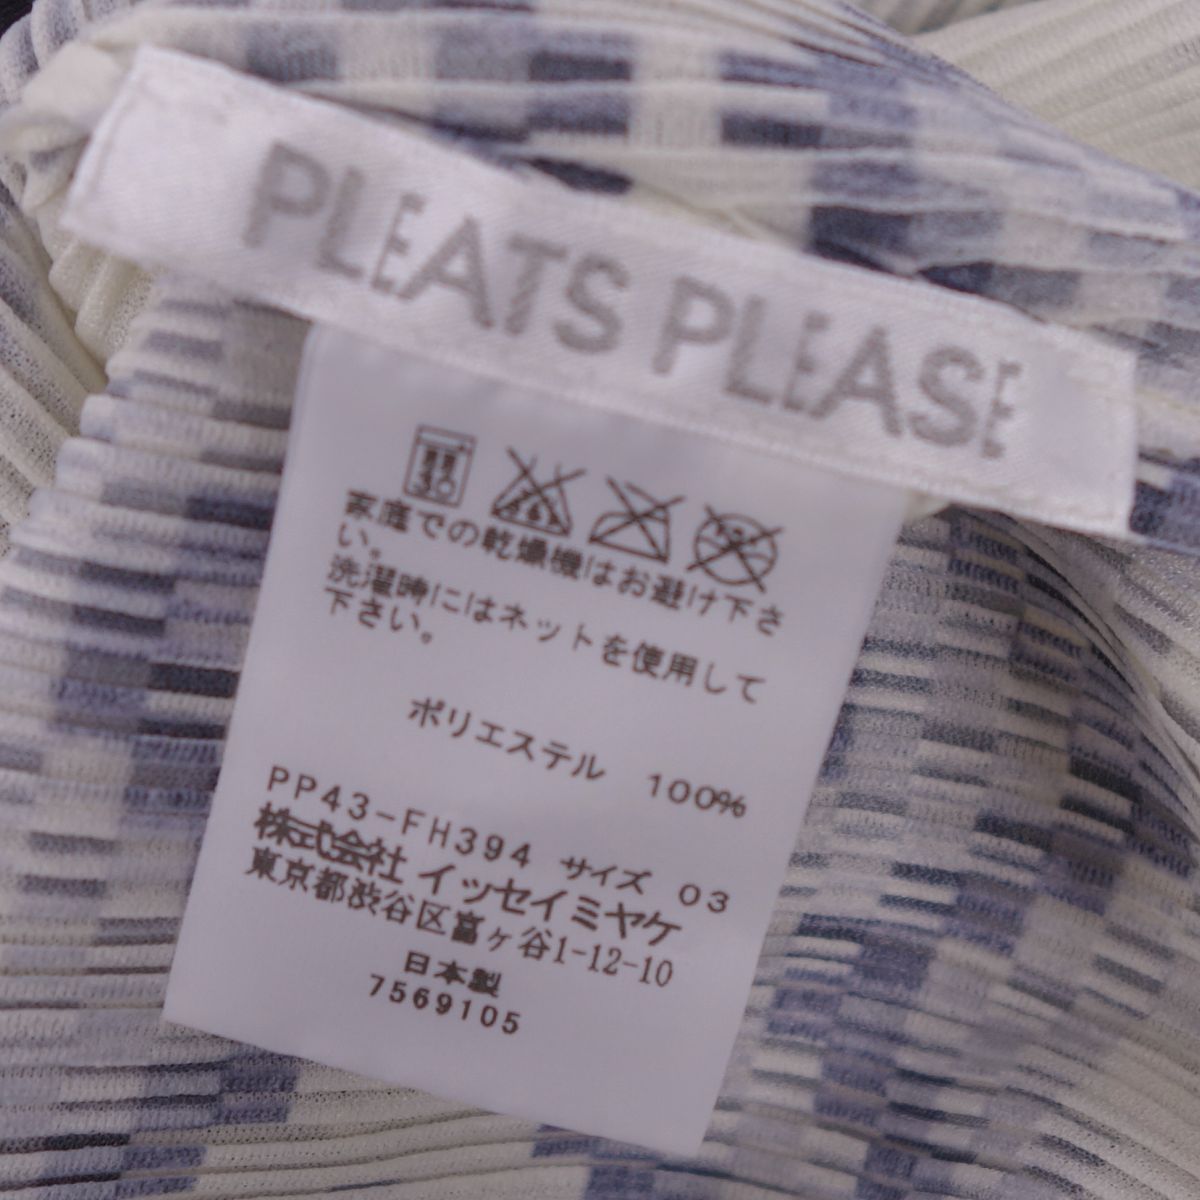 PLEATS PLEASE
家庭での乾燥機はお避け下さ
い。
洗濯時にはネットを使用して
下さい。
ポリエステル 100%
PP43-FH394 サイズ 03
株式会社 イッセイミヤケ
東京都渋谷区富ヶ谷1-12-10
日本製
7569105